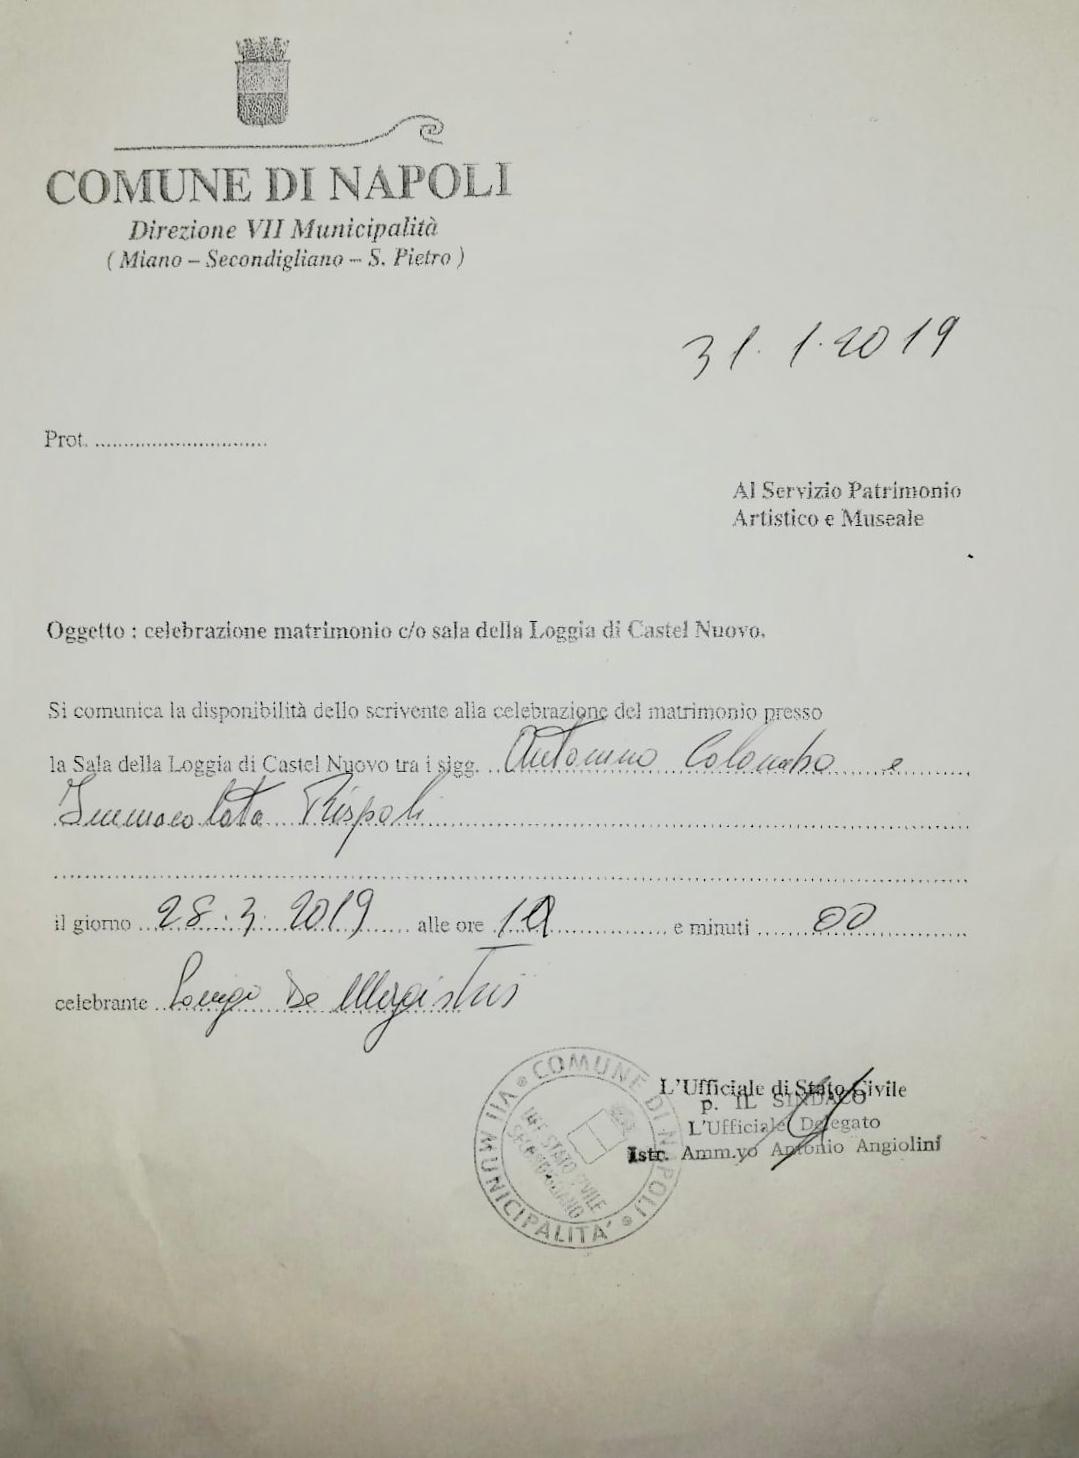 COMUNE DI NAPOLI
Direzione VII Municipalità
( Miano – Secondigliano – S. Pietro )
31. 1. 2019
Prot. ..............................
Al Servizio Patrimonio
Artistico e Museale
Oggetto : celebrazione matrimonio c/o sala della Loggia di Castel Nuovo.
Si comunica la disponibilità dello scrivente alla celebrazione del matrimonio presso
la Sala della Loggia di Castel Nuovo tra i sigg. Antonino Colombo e
Immacolata Rispoli
il giorno 28.3.2019 alle ore e minuti 00
celebrante Luigi De Magistris
L'Ufficiale di Stato Civile
p. IL SINDACO
L'Ufficiale Delegato
Istr. Amm.vo Antonio Angiolini
COMUNE DI NAPOLI
VII MUNICIPALITA'
UFF. STATO CIVILE
SECONDIGLIANO